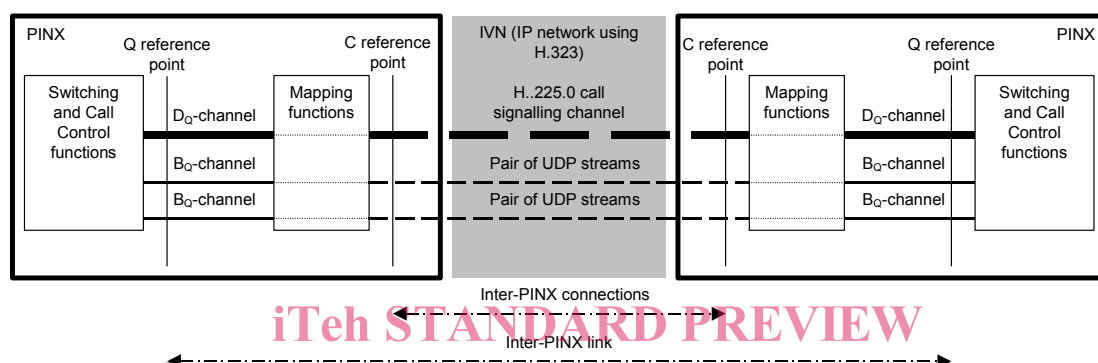 PINX
Q reference
point
C reference
point
Switching
and Call
Control
functions
DQ-channel
BQ-channel
BQ-channel
Mapping
functions
IVN (IP network using
H.323)
H..225.0 call
signalling channel
Pair of UDP streams
Pair of UDP streams
PINX
C reference
point
Q reference
point
Mapping
functions
DQ-channel
BQ-channel
BQ-channel
Switching
and Call
Control
functions
Inter-PINX connections
iTeh STANDARD PREVIEW
Inter-PINX link